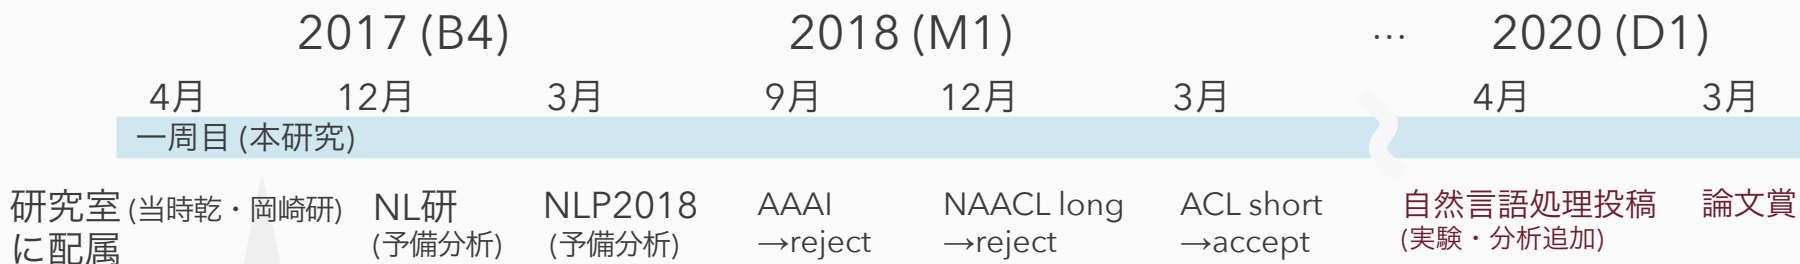 2017 (B4) 2018 (M1) … 2020 (D1)
4月 12月 3月 9月 12月 3月 4月 3月
一周目 (本研究)
研究室 (当時乾・岡崎研) NL研 NLP2018 AAAI NAACL long ACL short 自然言語処理投稿 論文賞
に配属 (予備分析) (予備分析) →reject →reject →accept (実験・分析追加)